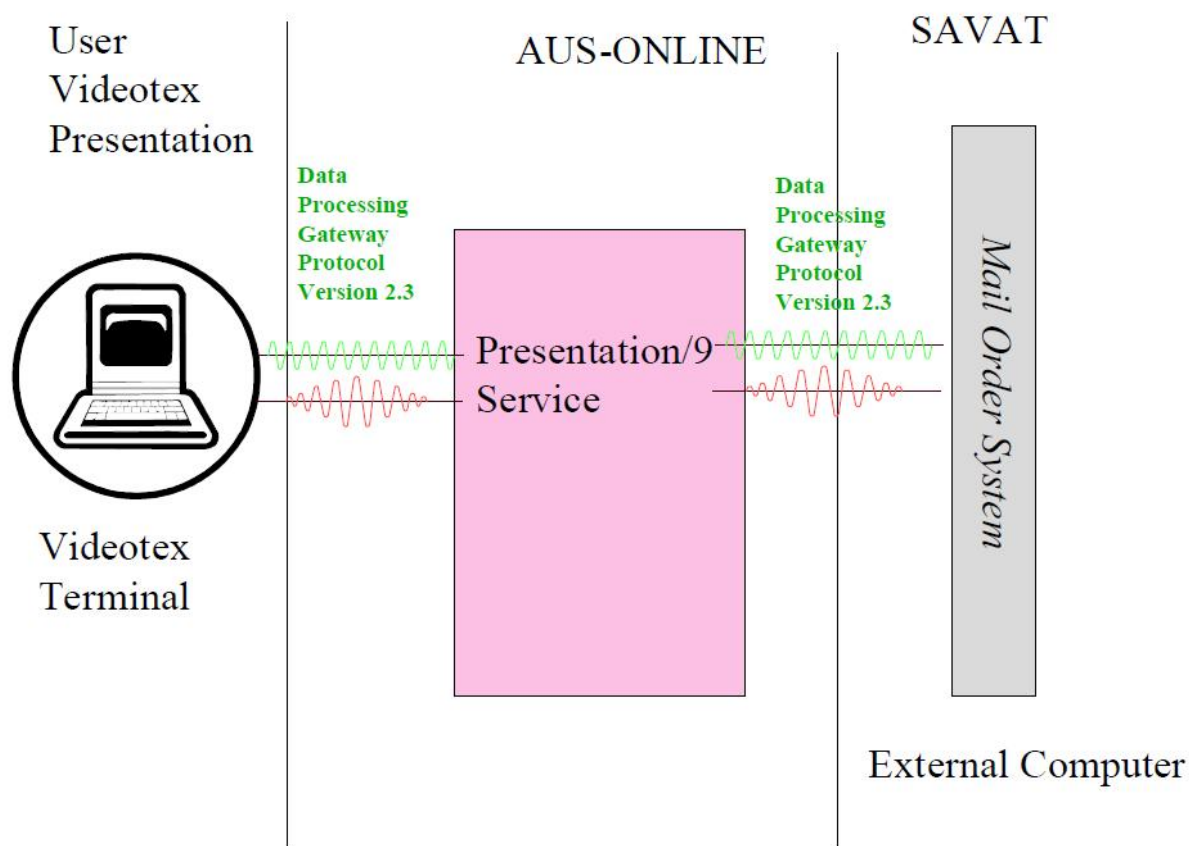 User
Videotex
Presentation
AUS-ONLINE
SAVAT
Data
Processing
Gateway
Protocol
Version 2.3
Data
Processing
Gateway
Protocol
Version 2.3
Presentation/9
Service
Mail Order System
Videotex
Terminal
External Computer